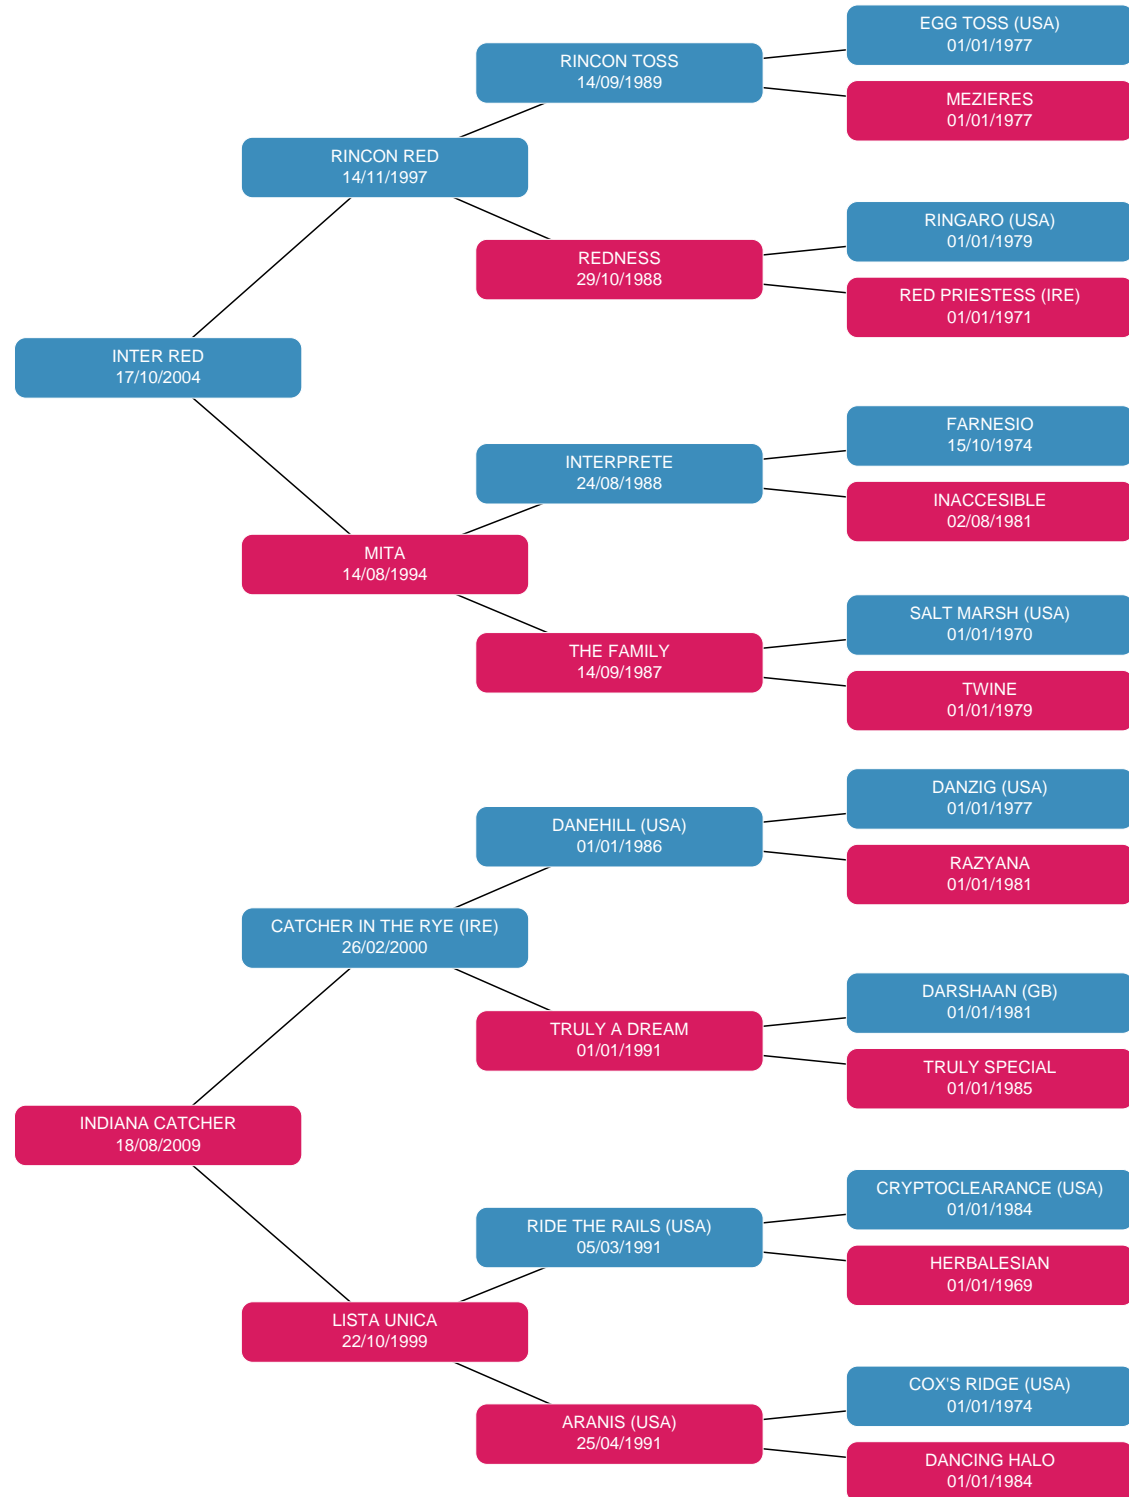 EGG TOSS (USA)
01/01/1977
RINCON TOSS
14/09/1989
MEZIERES
01/01/1977
RINCON RED
14/11/1997
RINGARO (USA)
01/01/1979
REDNESS
29/10/1988
RED PRIESTESS (IRE)
01/01/1971
INTER RED
17/10/2004
FARNESIO
15/10/1974
INTERPRETE
24/08/1988
INACCESIBLE
02/08/1981
MITA
14/08/1994
SALT MARSH (USA)
01/01/1970
THE FAMILY
14/09/1987
TWINE
01/01/1979
DANZIG (USA)
01/01/1977
DANEHILL (USA)
01/01/1986
RAZYANA
01/01/1981
CATCHER IN THE RYE (IRE)
26/02/2000
DARSHAAN (GB)
01/01/1981
TRULY A DREAM
01/01/1991
TRULY SPECIAL
01/01/1985
INDIANA CATCHER
18/08/2009
CRYPTOCLEARANCE (USA)
01/01/1984
RIDE THE RAILS (USA)
05/03/1991
HERBALESIAN
01/01/1969
LISTA UNICA
22/10/1999
COX'S RIDGE (USA)
01/01/1974
ARANIS (USA)
25/04/1991
DANCING HALO
01/01/1984